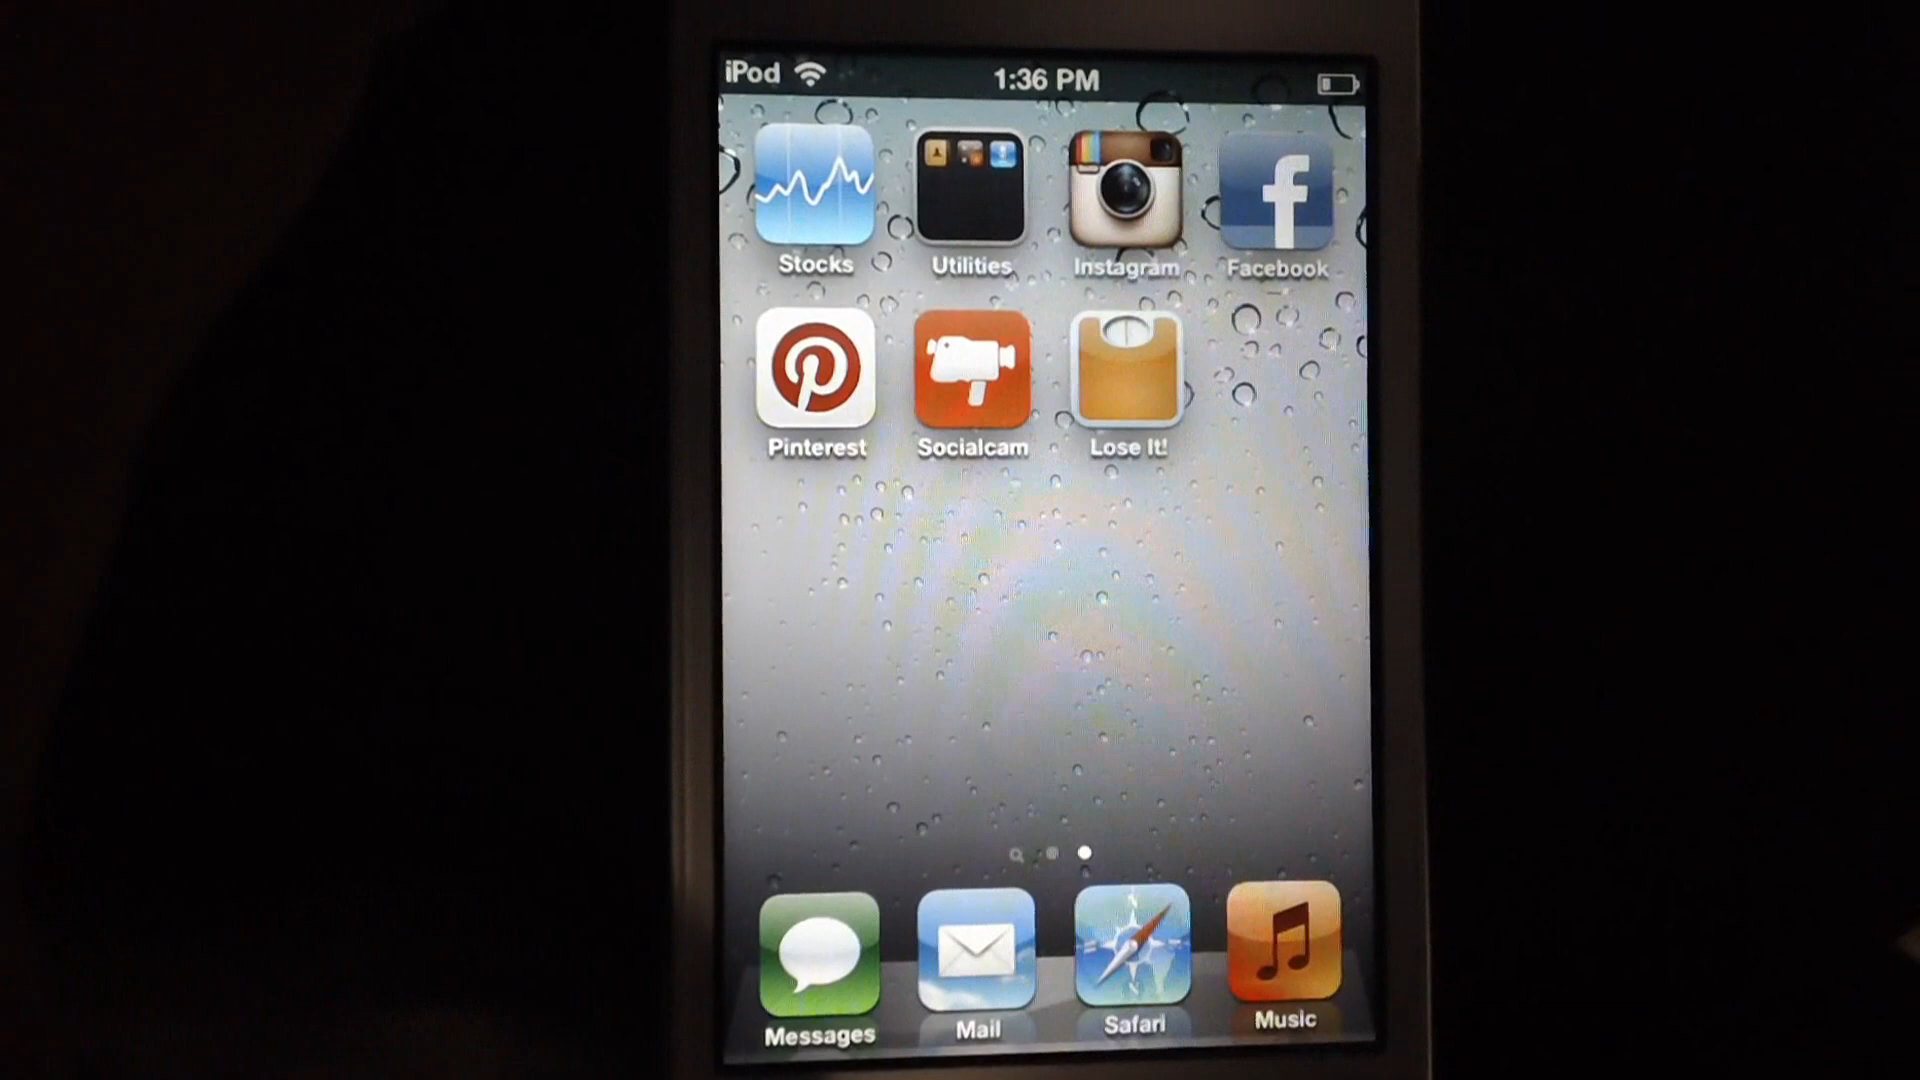 iPod 1:36 PM
Stocks Utilities Instagram Facebook
Pinterest Socialcam Lose It!
Messages Mail Safari Music